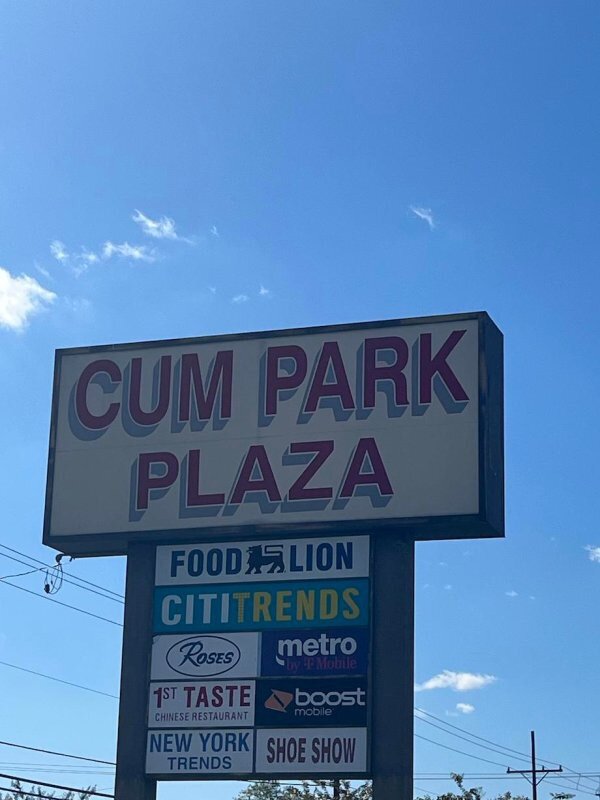 CUM PARK
PLAZA
FOOD LION
CITITRENDS
ROSES
metro
by T-Mobile
1ST TASTE
CHINESE RESTAURANT
boost
mobile
NEW YORK
TRENDS
SHOE SHOW